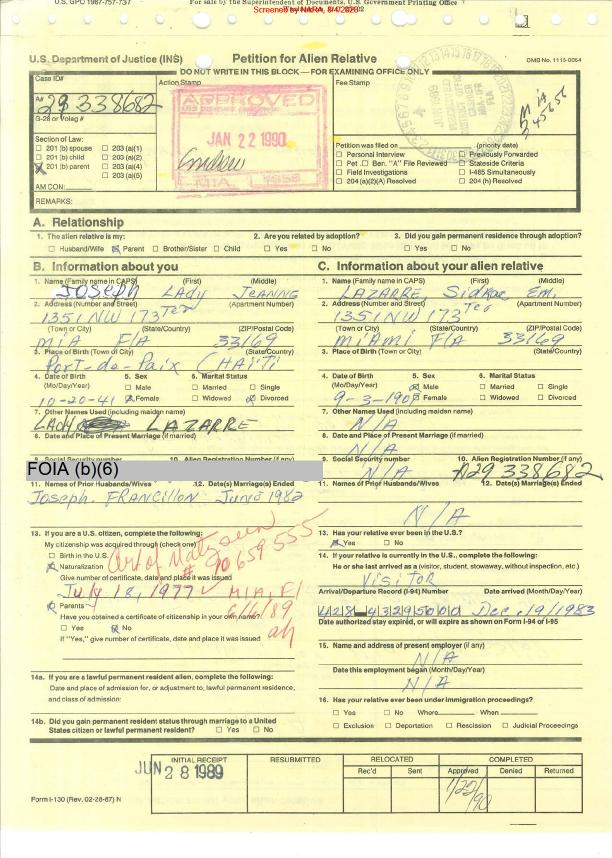 U.S. GPO 1987-757-737
For sale by the Superintendent of Documents, U.S. Government Printing Office
Screened by NARA, 8/4/2020
U.S. Department of Justice (INS) Petition for Alien Relative OMB No. 1115-0054
DO NOT WRITE IN THIS BLOCK — FOR EXAMINING OFFICE ONLY
Case ID#
Action Stamp
Fee Stamp
A# 29 338682
G-28 or Volag #
APPROVED
JAN 22 1990
MIA
Section of Law:
201 (b) spouse 203 (a)(1)
201 (b) child 203 (a)(2)
201 (b) parent 203 (a)(4)
203 (a)(5)
AM CON:
REMARKS:
Petition was filed on: (priority date)
Personal Interview Previously Forwarded
Pet. Ben. "A" File Reviewed Stateside Criteria
Field Investigations I-485 Simultaneously
204 (a)(2)(A) Resolved 204 (h) Resolved
A. Relationship
1. The alien relative is my: 2. Are you related by adoption? 3. Did you gain permanent residence through adoption?
Husband/Wife Parent Brother/Sister Child Yes No Yes No
B. Information about you
1. Name (Family name in CAPS) (First) (Middle)
JOSEPH LAdy JEANNE
2. Address (Number and Street) (Apartment Number)
1351 NW 173 Ter
(Town or City) (State/Country) (ZIP/Postal Code)
MiA F/A 33169
3. Place of Birth (Town or City) (State/Country)
Port-de-Paix / HAiTi
4. Date of Birth 5. Sex 6. Marital Status
(Mo/Day/Year) Male Married Single
10-20-41 Female Widowed Divorced
7. Other Names Used (including maiden name)
LAdy LAZARRE
8. Date and Place of Present Marriage (if married)
9. Social Security number 10. Alien Registration Number (if any)
FOIA (b)(6)
11. Names of Prior Husbands/Wives 12. Date(s) Marriage(s) Ended
Joseph. FRANCILLON June 1982
13. If you are a U.S. citizen, complete the following:
My citizenship was acquired through (check one)
Birth in the U.S.
Naturalization
Give number of certificate, date and place it was issued
# 90 659 555
July 18, 1977 MIA, Fl
Parents 6/6/89
Have you obtained a certificate of citizenship in your own name?
Yes No
If "Yes," give number of certificate, date and place it was issued
14a. If you are a lawful permanent resident alien, complete the following:
Date and place of admission for, or adjustment to, lawful permanent residence,
and class of admission:
14b. Did you gain permanent resident status through marriage to a United
States citizen or lawful permanent resident? Yes No
C. Information about your alien relative
1. Name (Family name in CAPS) (First) (Middle)
LAZARRE Em.
2. Address (Number and Street) (Apartment Number)
1351 NW 173 Ter
(Town or City) (State/Country) (ZIP/Postal Code)
MiAmi F/A 33169
3. Place of Birth (Town or City) (State/Country)
4. Date of Birth 5. Sex 6. Marital Status
(Mo/Day/Year) Male Married Single
Female Widowed Divorced
7. Other Names Used (including maiden name)
N/A
8. Date and Place of Present Marriage (if married)
N/A
9. Social Security number 10. Alien Registration Number (if any)
N/A A29 338682
11. Names of Prior Husbands/Wives 12. Date(s) Marriage(s) Ended
N/A
13. Has your relative ever been in the U.S.?
Yes No
14. If your relative is currently in the U.S., complete the following:
He or she last arrived as a (visitor, student, stowaway, without inspection, etc.)
Visitor
Arrival/Departure Record (I-94) Number Date arrived (Month/Day/Year)
Dec. 19/1983
Date authorized stay expired, or will expire as shown on Form I-94 or I-95
15. Name and address of present employer (if any)
N/A
Date this employment began (Month/Day/Year)
N/A
16. Has your relative ever been under immigration proceedings?
Yes No Where When
Exclusion Deportation Rescission Judicial Proceedings
INITIAL RECEIPT RESUBMITTED RELOCATED COMPLETED
Rec'd Sent Approved Denied Returned
JUN 28 1989
1/22/90
Form I-130 (Rev. 02-28-87) N